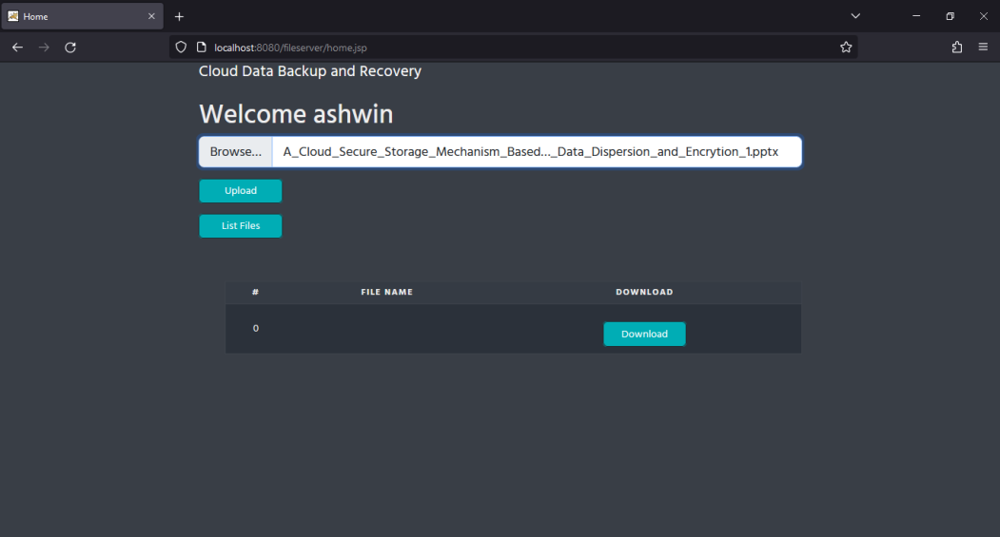 Home
localhost:8080/fileserver/home.jsp
Cloud Data Backup and Recovery
Welcome ashwin
Browse... A_Cloud_Secure_Storage_Mechanism_Based..._Data_Dispersion_and_Encrytion_1.pptx
Upload
List Files
# FILE NAME DOWNLOAD
0 Download